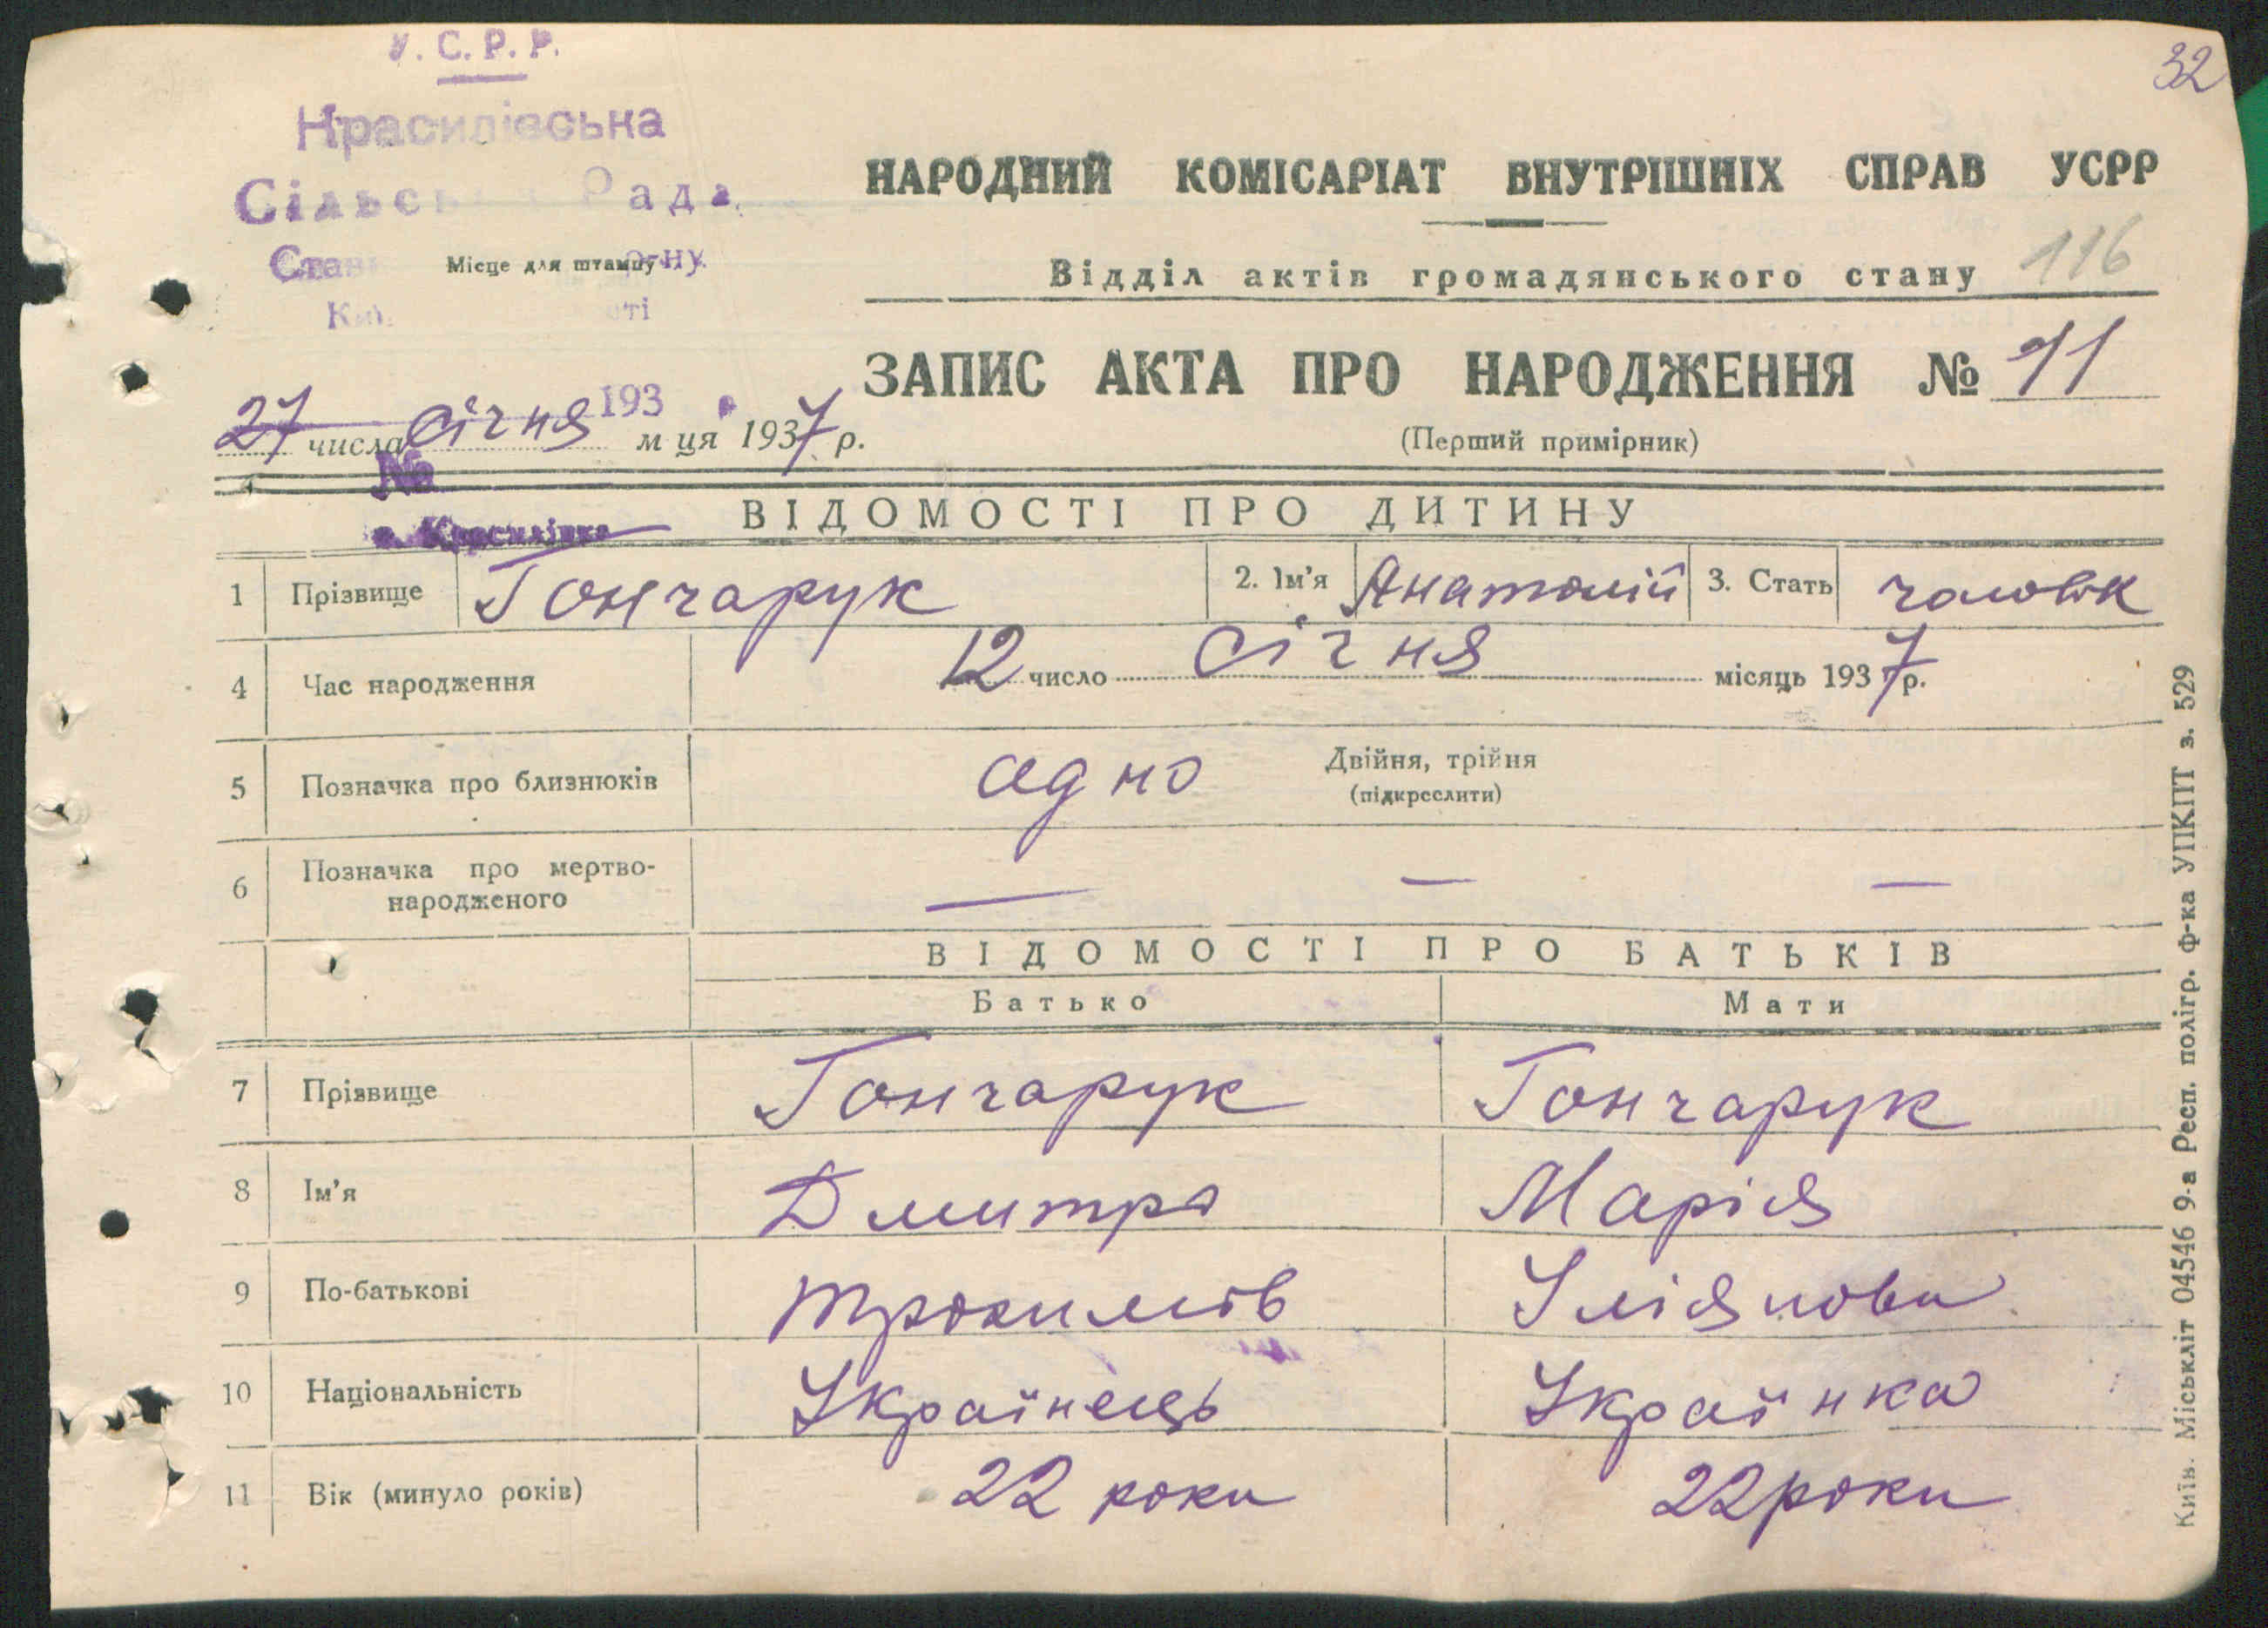 32
У. С. Р. Р.
Красилівська
Сільська Рада
Місце для штампу
193
№
с. Красилівка
НАРОДНИЙ КОМІСАРІАТ ВНУТРІШНІХ СПРАВ УСРР
Відділ актів громадянського стану 116
ЗАПИС АКТА ПРО НАРОДЖЕННЯ № 11
27 числа січня м ця 1937 р.
(Перший примірник)
ВІДОМОСТІ ПРО ДИТИНУ
1 Прізвище Гончарук 2. Ім'я Анатолій 3. Стать чоловік
4 Час народження 12 число січня місяць 1937 р.
5 Позначка про близнюків одно Двійня, трійня
(підкреслити)
6 Позначка про мертво-
народженого — — —
ВІДОМОСТІ ПРО БАТЬКІВ
Батько Мати
7 Прізвище Гончарук Гончарук
8 Ім'я Дмитро Марія
9 По-батькові
10 Національність Українець Українка
11 Вік (минуло років) 22 роки 22 роки
Київ. Міськліт 04546 9-а Респ. полігр. ф-ка УПКПТ з. 529